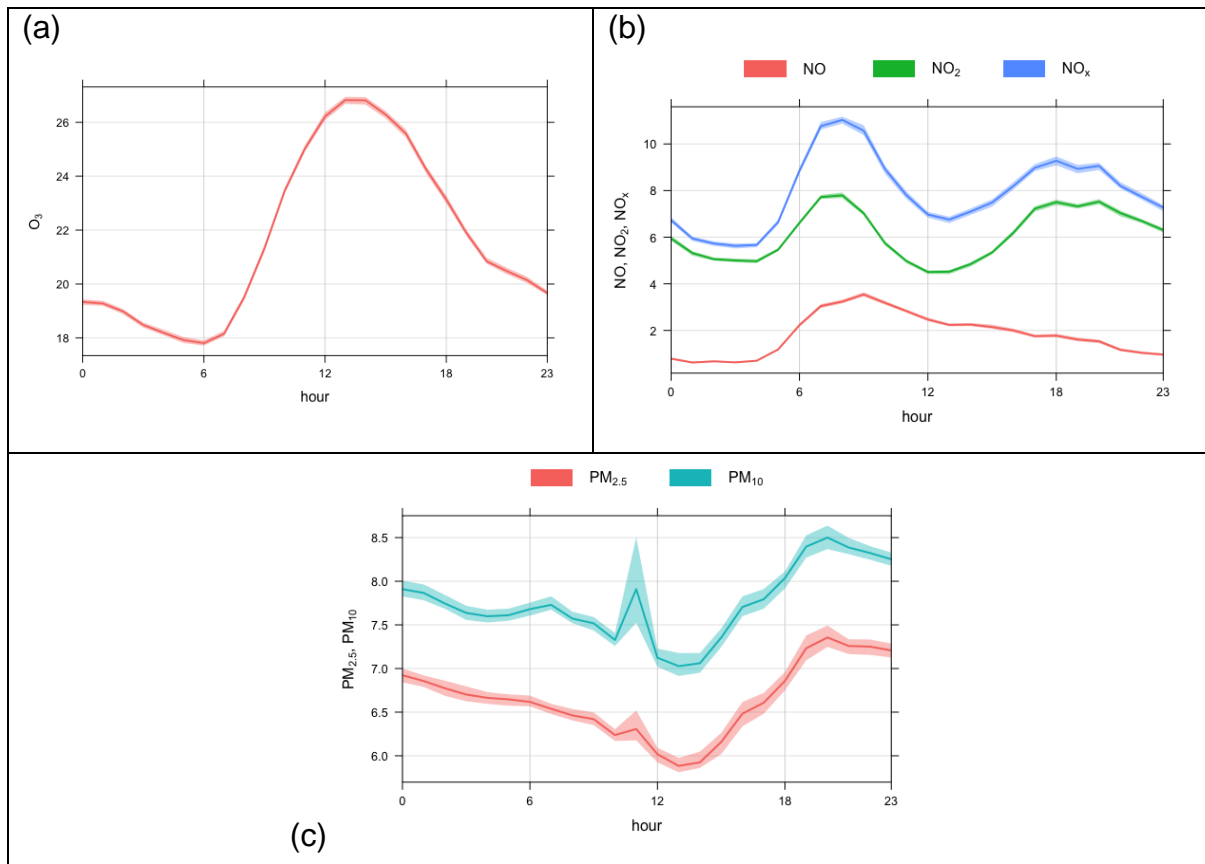 (a)
26
24
22
20
18
O₃
0 6 12 18 23
hour
(b)
NO NO₂ NOₓ
10
8
6
4
2
NO, NO₂, NOₓ
0 6 12 18 23
hour
PM₂.₅ PM₁₀
8.5
8.0
7.5
7.0
6.5
6.0
PM₂.₅, PM₁₀
0 6 12 18 23
hour
(c)